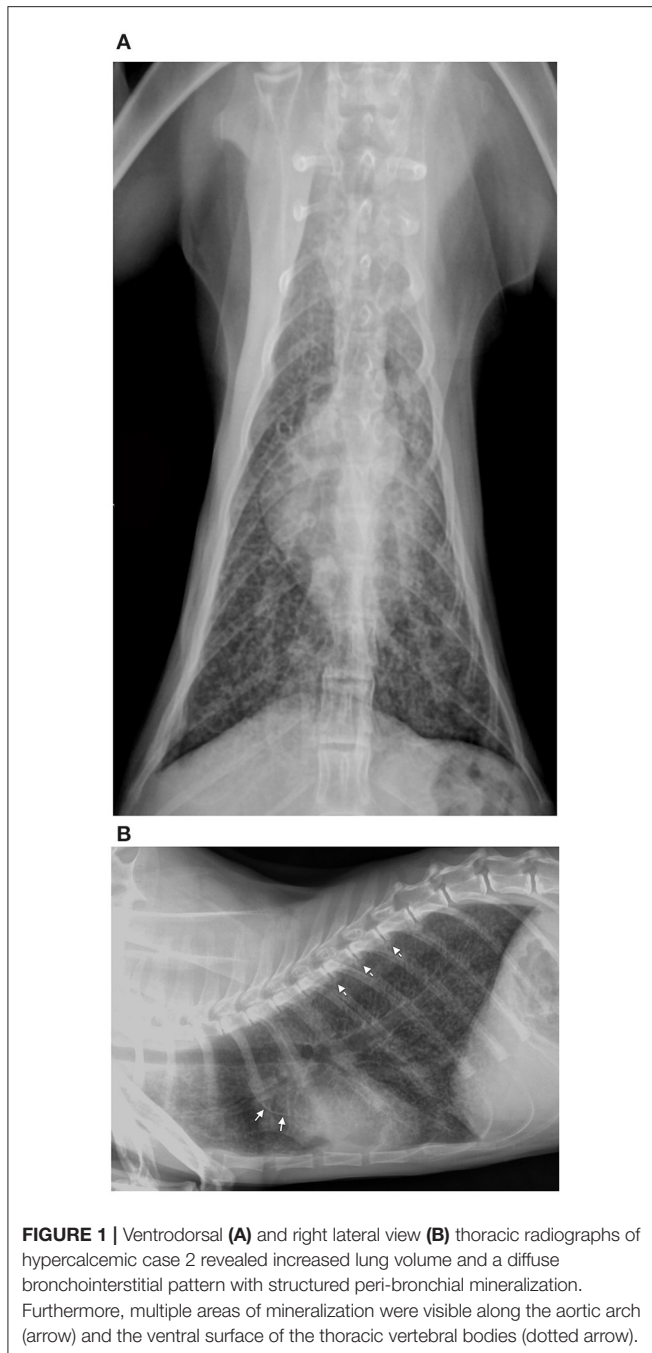 A
B
FIGURE 1 | Ventrodorsal (A) and right lateral view (B) thoracic radiographs of
hypercalcemic case 2 revealed increased lung volume and a diffuse
bronchointerstitial pattern with structured peri-bronchial mineralization.
Furthermore, multiple areas of mineralization were visible along the aortic arch
(arrow) and the ventral surface of the thoracic vertebral bodies (dotted arrow).